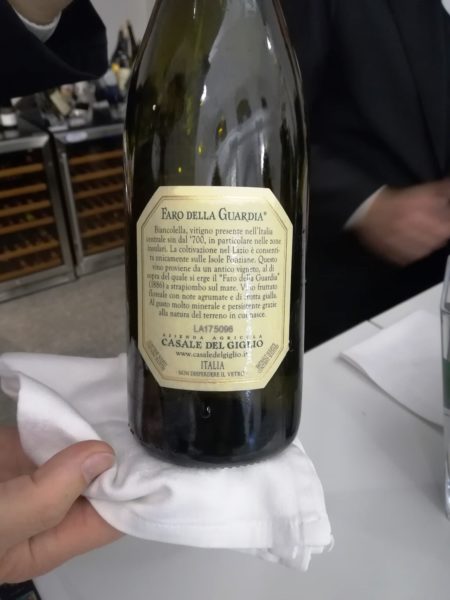 FARO DELLA GUARDIA®
Biancolella, vitigno presente nell'Italia
centrale sin dal '700, in particolare nelle zone
insulari. La coltivazione nel Lazio è consenti-
ta unicamente sulle Isole Ponziane. Questo
vino proviene da un antico vigneto, al di
sopra del quale si erge il "Faro della Guardia"
(1886) a strapiombo sul mare. Vino fruttato
floreale con note agrumate e di frutta gialla.
Al gusto molto minerale e persistente grazie
alla natura del terreno in cui nasce.
LA175096
AZIENDA AGRICOLA
CASALE DEL GIGLIO
www.casaledelgiglio.it
ITALIA
NON DISPERDERE IL VETRO